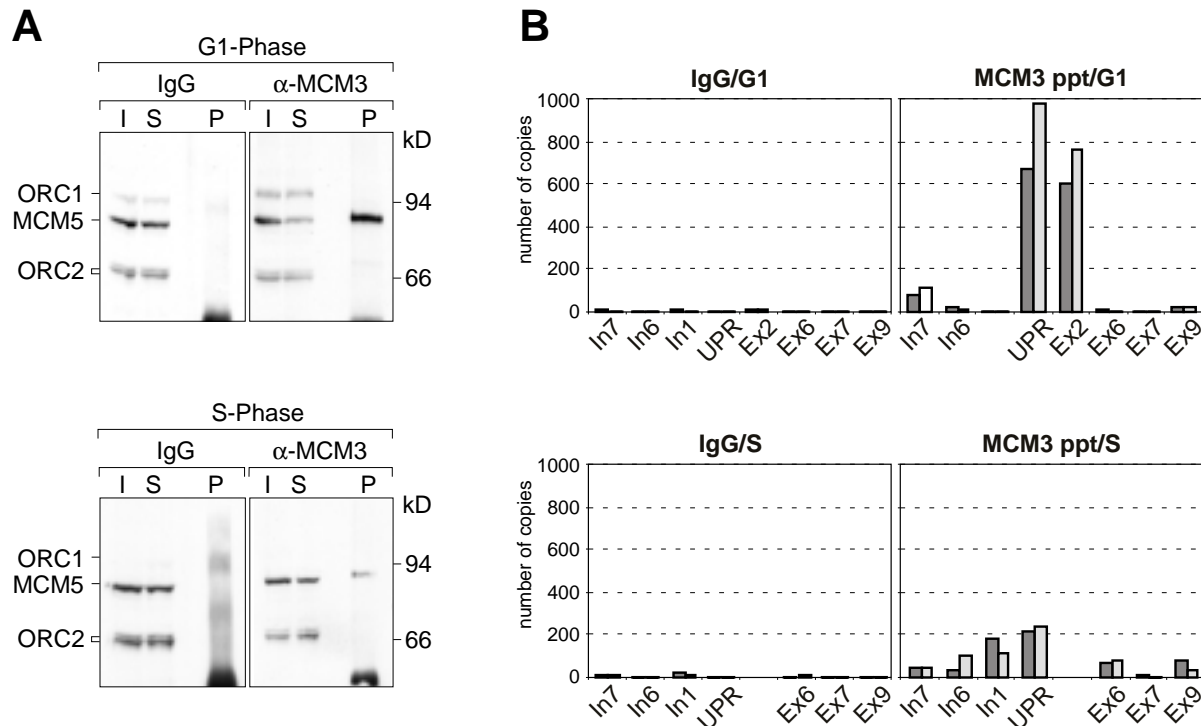 A
G1-Phase
IgG α-MCM3
I S P I S P
kD
ORC1
MCM5
ORC2
94
66
S-Phase
IgG α-MCM3
I S P I S P
kD
ORC1
MCM5
ORC2
94
66
B
IgG/G1 MCM3 ppt/G1
number of copies
1000
800
600
400
200
0
In7 In6 In1 UPR Ex2 Ex6 Ex7 Ex9 In7 In6 UPR Ex2 Ex6 Ex7 Ex9
IgG/S MCM3 ppt/S
number of copies
1000
800
600
400
200
0
In7 In6 In1 UPR Ex6 Ex7 Ex9 In7 In6 In1 UPR Ex6 Ex7 Ex9